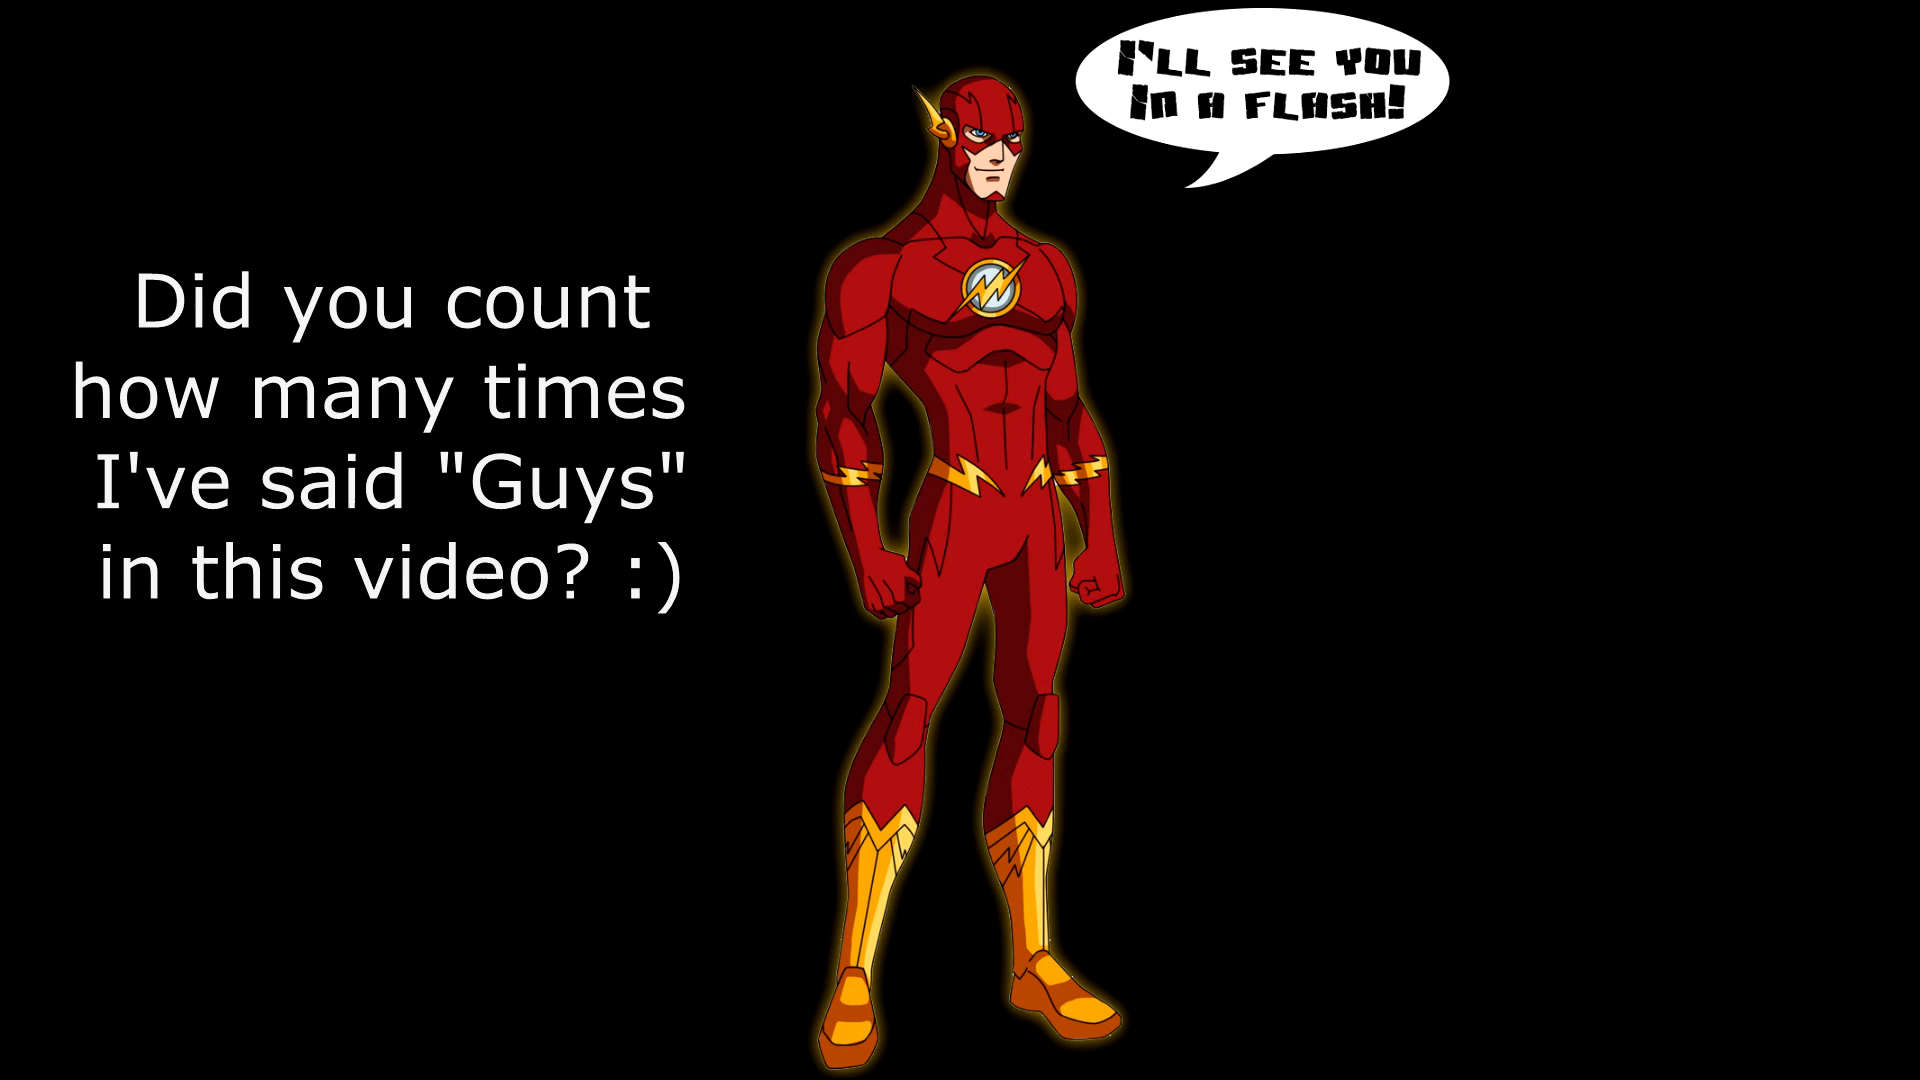 Did you count
how many times
I've said "Guys"
in this video? :)
I'LL SEE YOU
IN A FLASH!